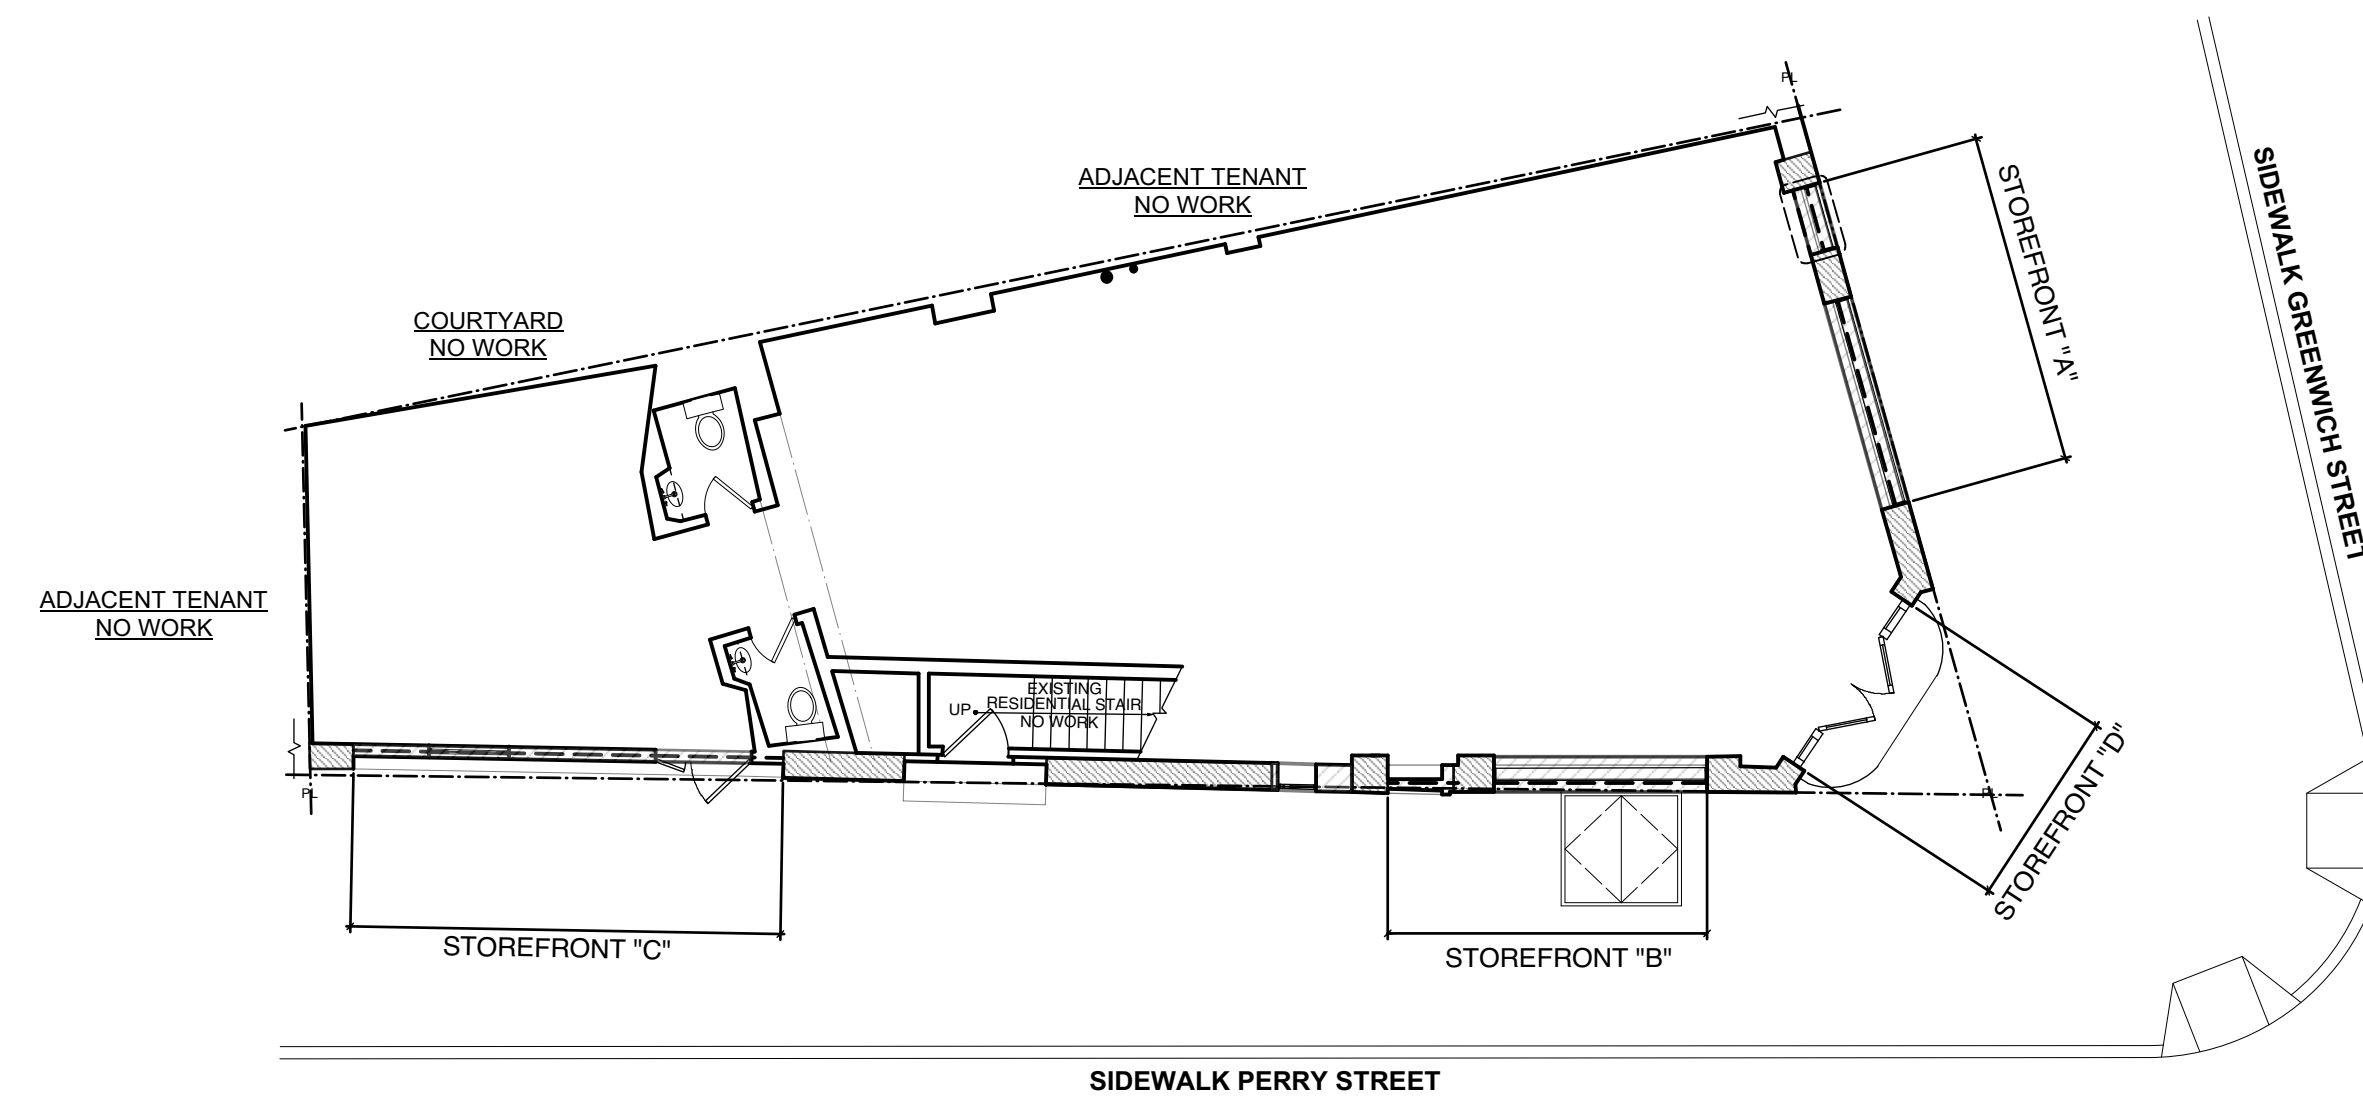 PL
ADJACENT TENANT
NO WORK
SIDEWALK GREENWICH STREET
STOREFRONT "A"
COURTYARD
NO WORK
ADJACENT TENANT
NO WORK
EXISTING
RESIDENTIAL STAIR
NO WORK
UP
PL
PL
STOREFRONT "D"
STOREFRONT "C"
STOREFRONT "B"
SIDEWALK PERRY STREET